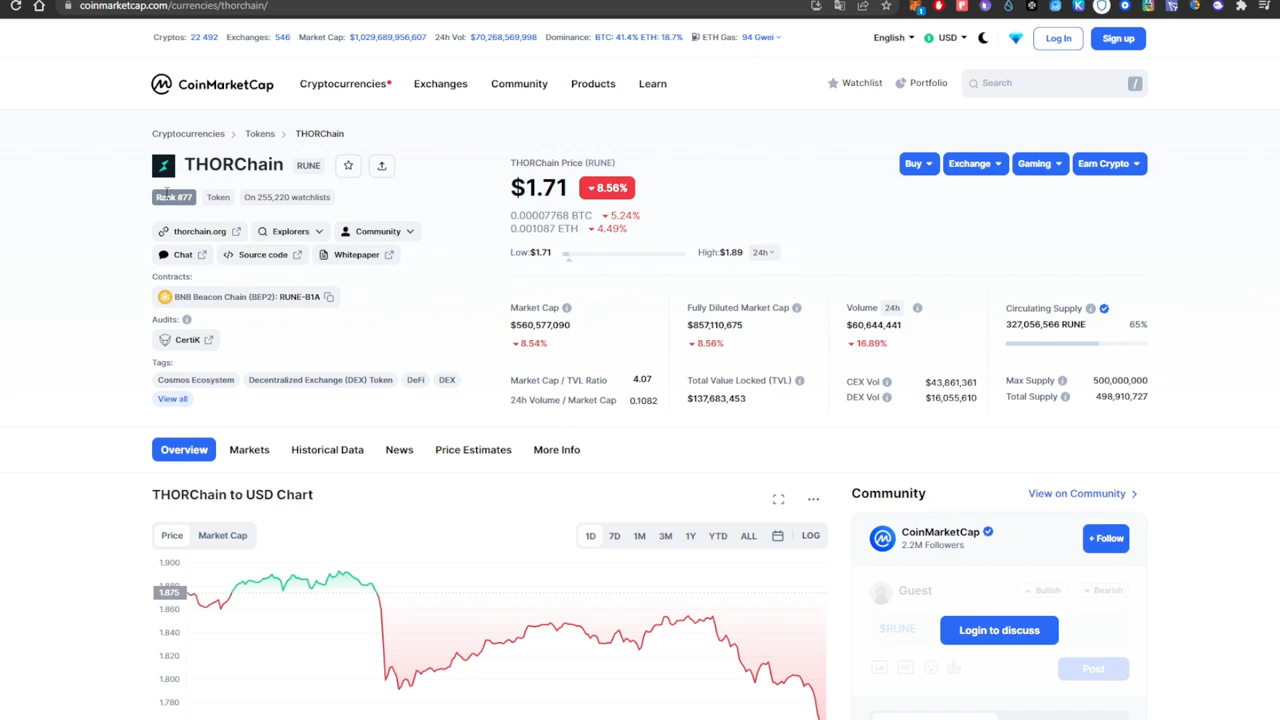 coinmarketcap.com/currencies/thorchain/
Cryptos: 22 492 Exchanges: 546 Market Cap: $1,029,689,956,607 24h Vol: $70,268,569,998 Dominance: BTC: 41.4% ETH: 18.7% ETH Gas: 94 Gwei
English USD Log In Sign up
CoinMarketCap Cryptocurrencies Exchanges Community Products Learn Watchlist Portfolio Search /
Cryptocurrencies > Tokens > THORChain
THORChain RUNE
Rank #77 Token On 255,220 watchlists
thorchain.org Explorers Community
Chat Source code Whitepaper
Contracts:
BNB Beacon Chain (BEP2): RUNE-B1A
Audits:
CertiK
Tags:
Cosmos Ecosystem Decentralized Exchange (DEX) Token DeFi DEX
View all
THORChain Price (RUNE)
$1.71 8.56%
0.00007768 BTC 5.24%
0.001087 ETH 4.49%
Low:$1.71 High:$1.89 24h
Buy Exchange Gaming Earn Crypto
Market Cap
$560,577,090
8.54%
Fully Diluted Market Cap
$857,110,675
8.56%
Volume 24h
$60,644,441
16.89%
Circulating Supply
327,056,566 RUNE 65%
Market Cap / TVL Ratio 4.07
24h Volume / Market Cap 0.1082
Total Value Locked (TVL)
$137,683,453
CEX Vol $43,861,361
DEX Vol $16,055,610
Max Supply 500,000,000
Total Supply 498,910,727
Overview Markets Historical Data News Price Estimates More Info
THORChain to USD Chart
Price Market Cap 1D 7D 1M 3M 1Y YTD ALL LOG
1.900
1.880
1.875
1.860
1.840
1.820
1.800
1.780
Community View on Community >
CoinMarketCap
2.2M Followers
+ Follow
Guest Bullish Bearish
$RUNE
Login to discuss
GIF
Post